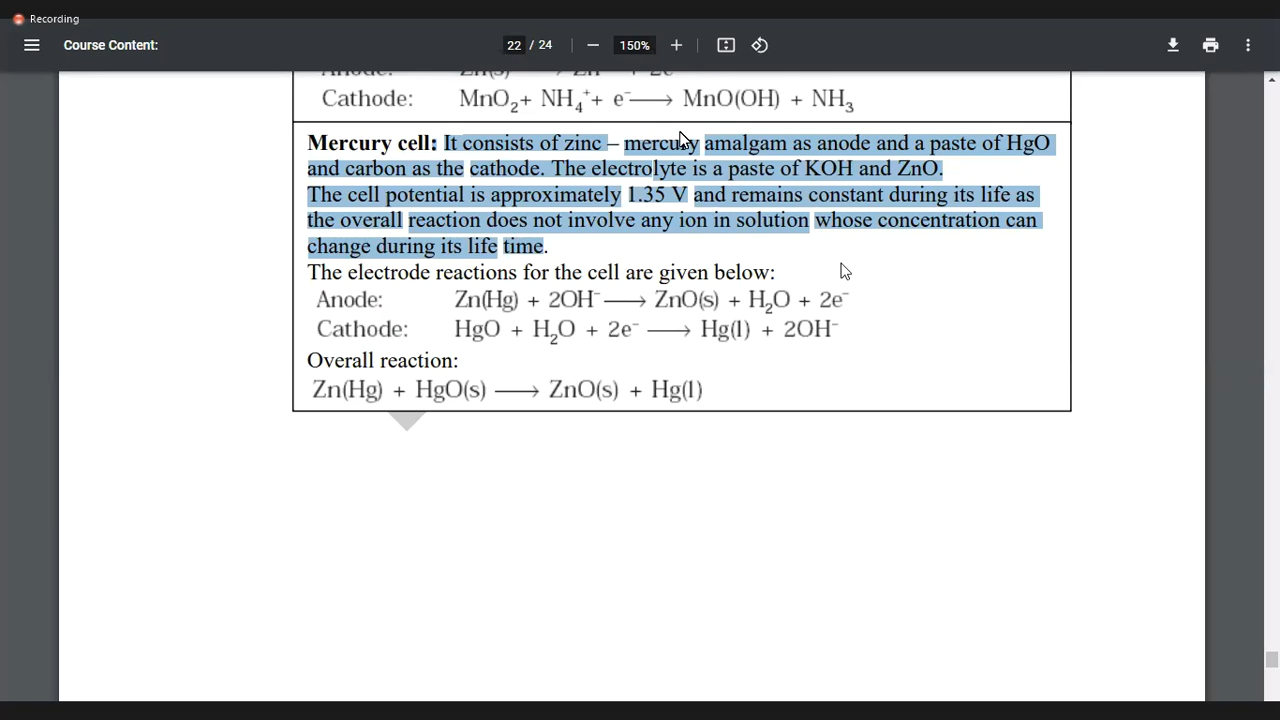 Recording
Course Content:
22 / 24
150%
Anode: Zn(s) ⟶ Zn²⁺ + 2e⁻
Cathode: MnO₂+ NH₄⁺+ e⁻⟶ MnO(OH) + NH₃
Mercury cell: It consists of zinc – mercury amalgam as anode and a paste of HgO
and carbon as the cathode. The electrolyte is a paste of KOH and ZnO.
The cell potential is approximately 1.35 V and remains constant during its life as
the overall reaction does not involve any ion in solution whose concentration can
change during its life time.
The electrode reactions for the cell are given below:
Anode: Zn(Hg) + 2OH⁻⟶ ZnO(s) + H₂O + 2e⁻
Cathode: HgO + H₂O + 2e⁻ ⟶ Hg(l) + 2OH⁻
Overall reaction:
Zn(Hg) + HgO(s) ⟶ ZnO(s) + Hg(l)